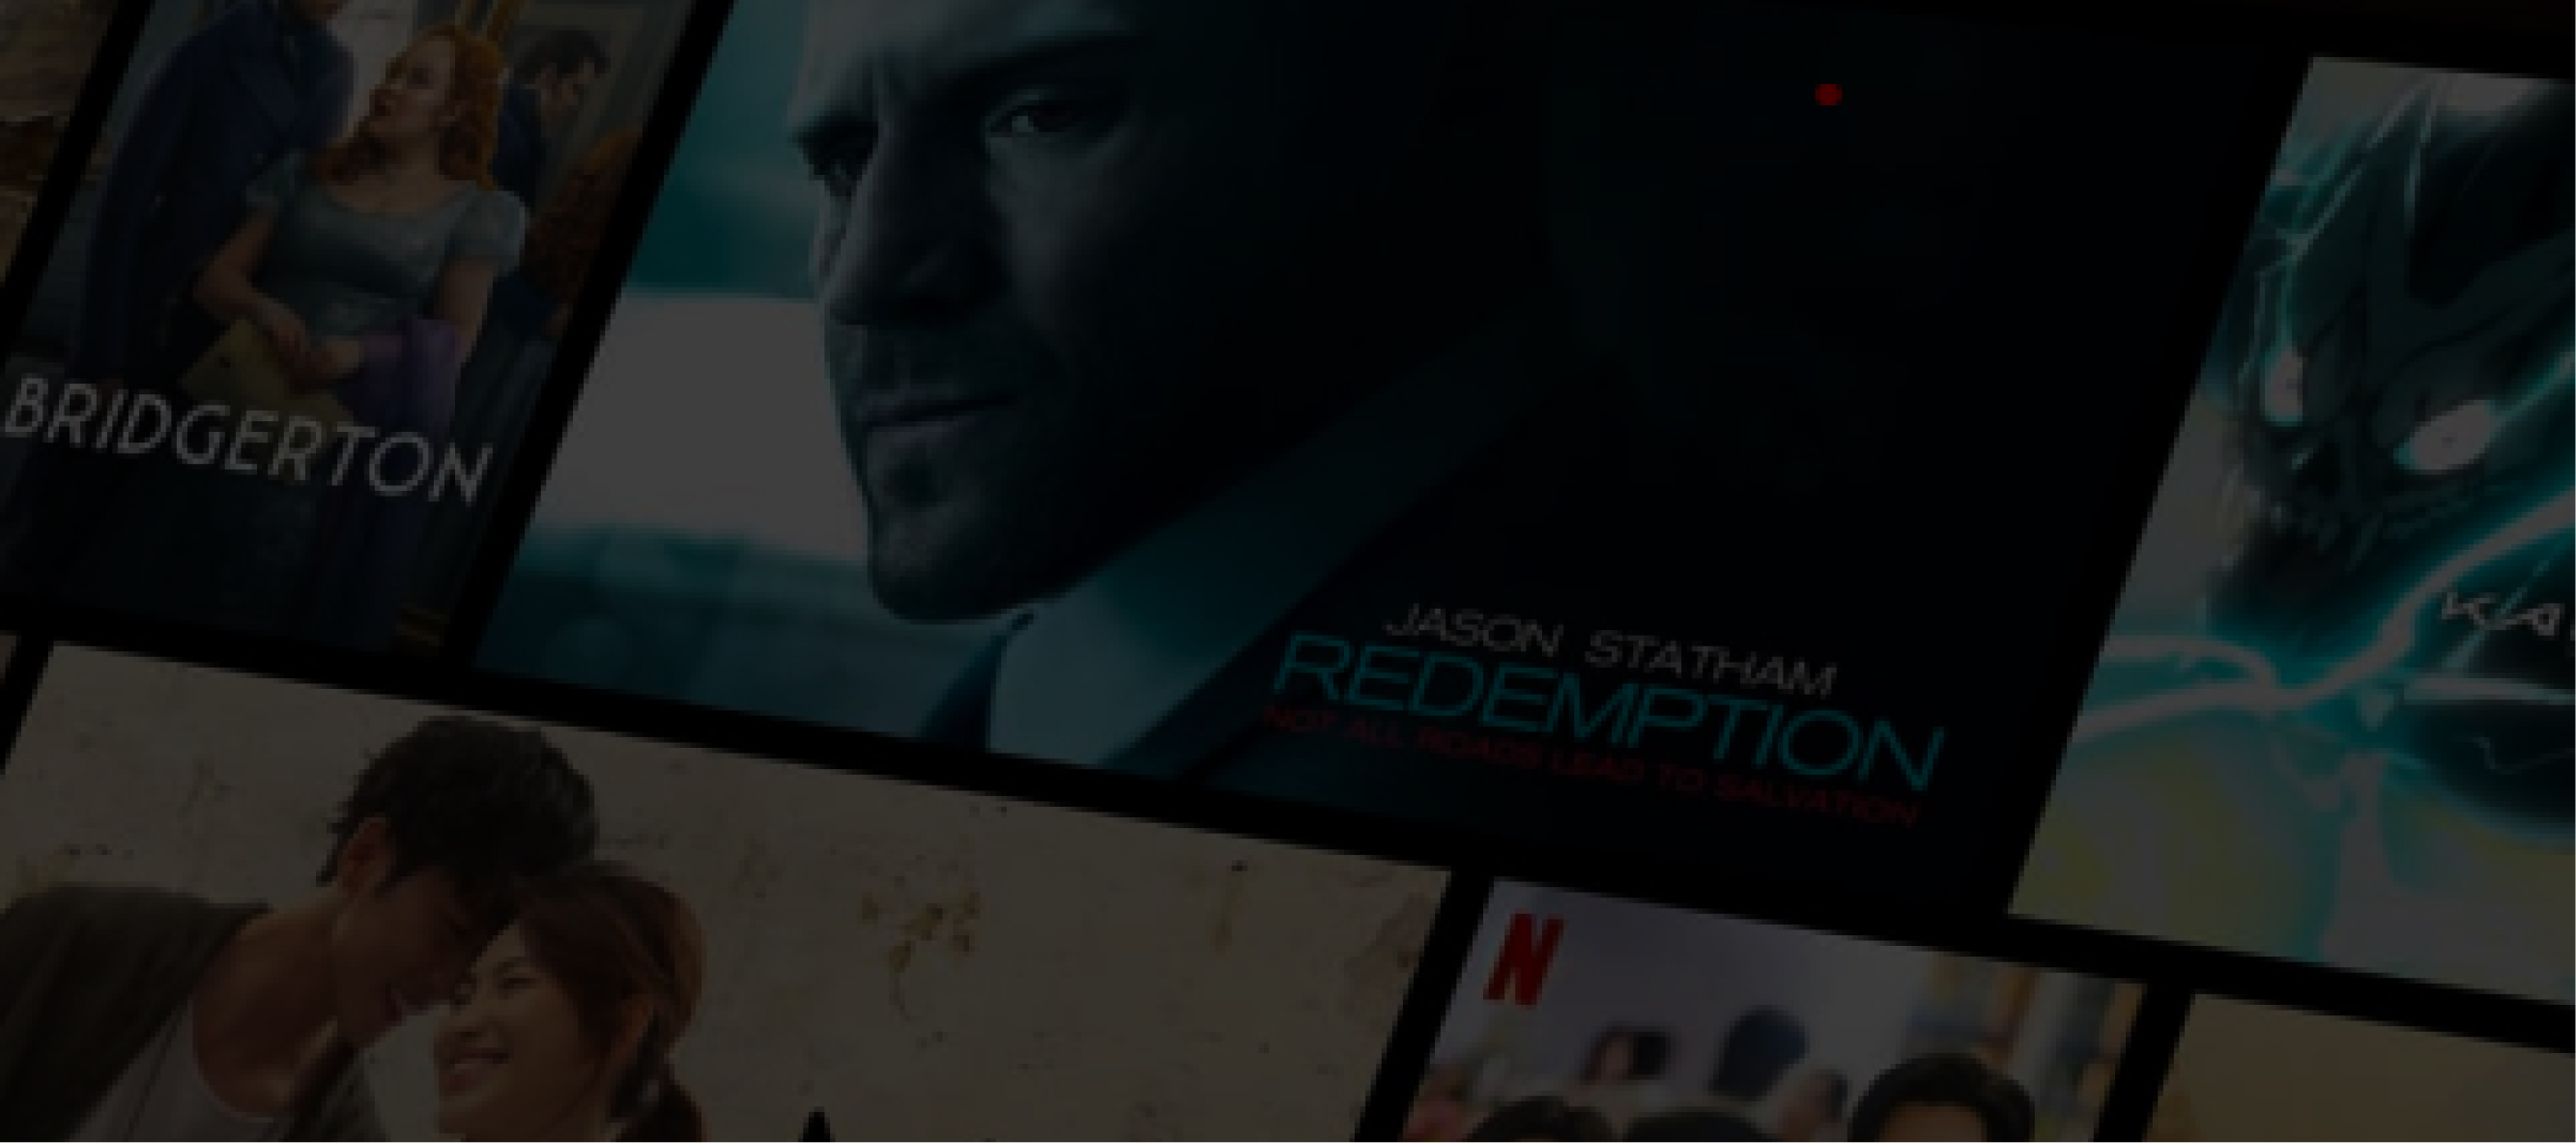 BRIDGERTON
JASON STATHAM
REDEMPTION
NOT ALL ROADS LEAD TO SALVATION
N